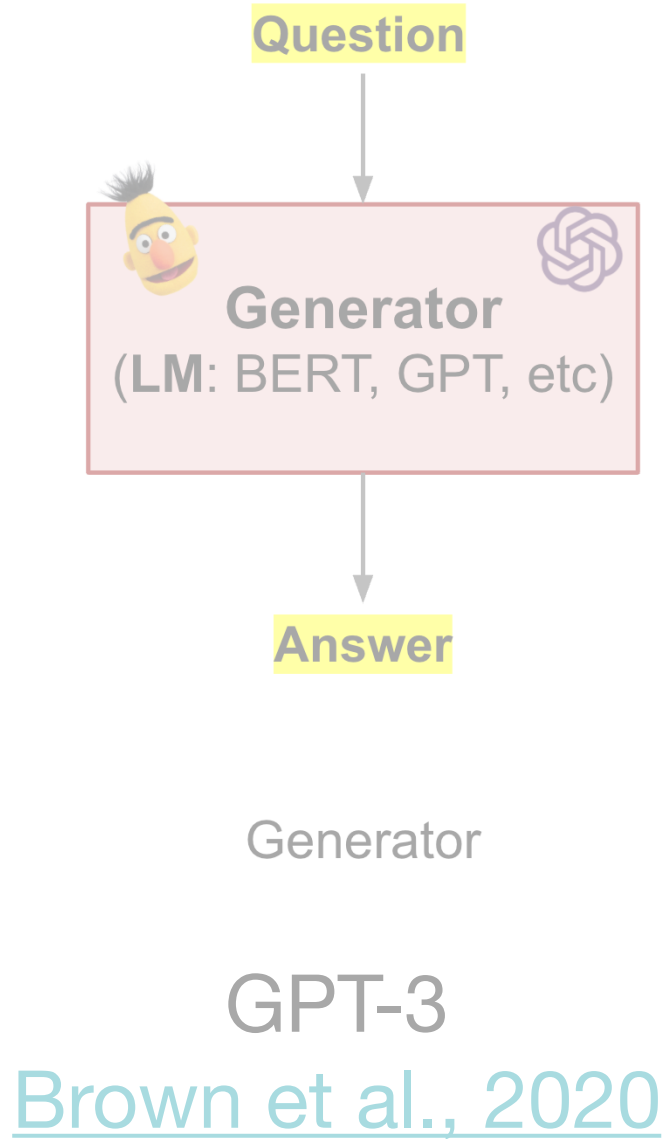 Question
Generator
(LM: BERT, GPT, etc)
Answer
Generator
GPT-3
Brown et al., 2020